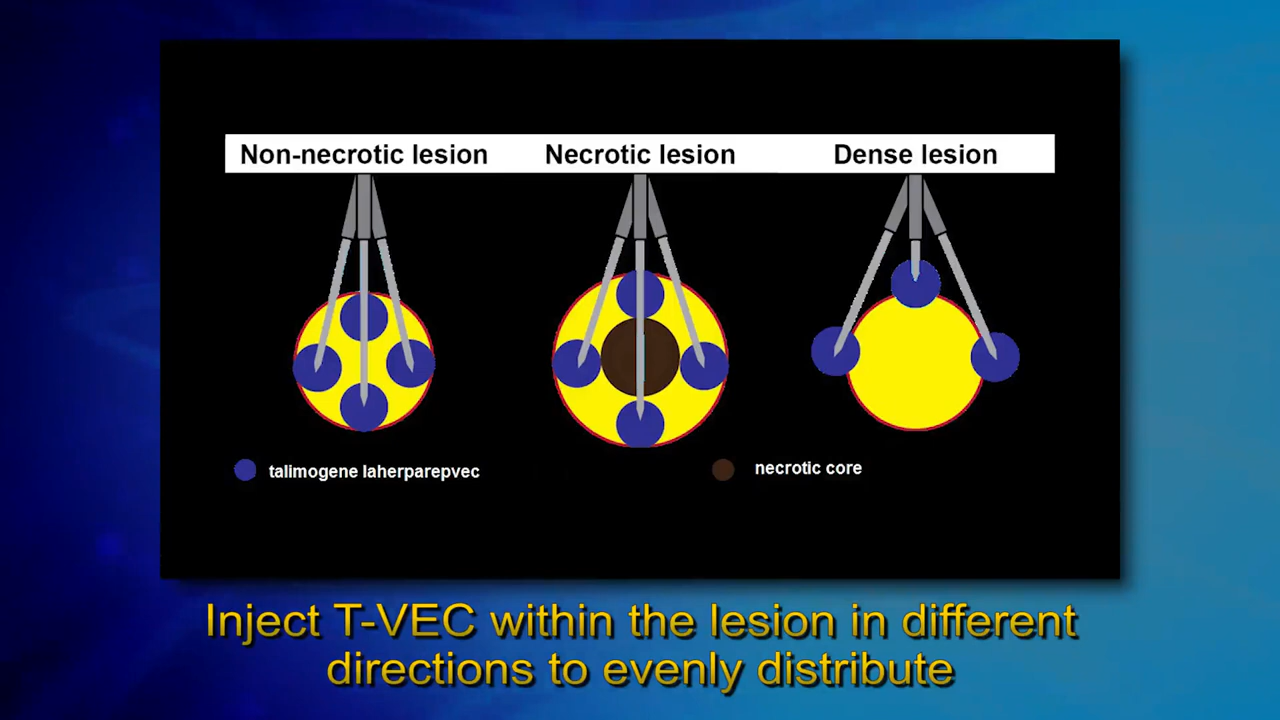 Non-necrotic lesion Necrotic lesion Dense lesion
talimogene laherparepvec necrotic core
Inject T-VEC within the lesion in different
directions to evenly distribute